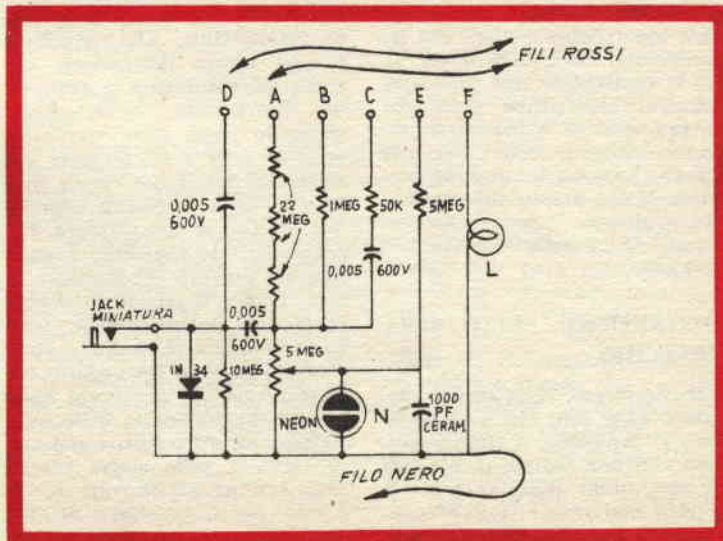 FILI ROSSI
D A B C E F
0,005
600V
22
MEG
1MEG
50K
5MEG
0,005 600V
L
JACK
MINIATURA
0,005
600V
5 MEG
1N 34
10MEG
NEON
N
1000
PF
CERAM.
FILO NERO